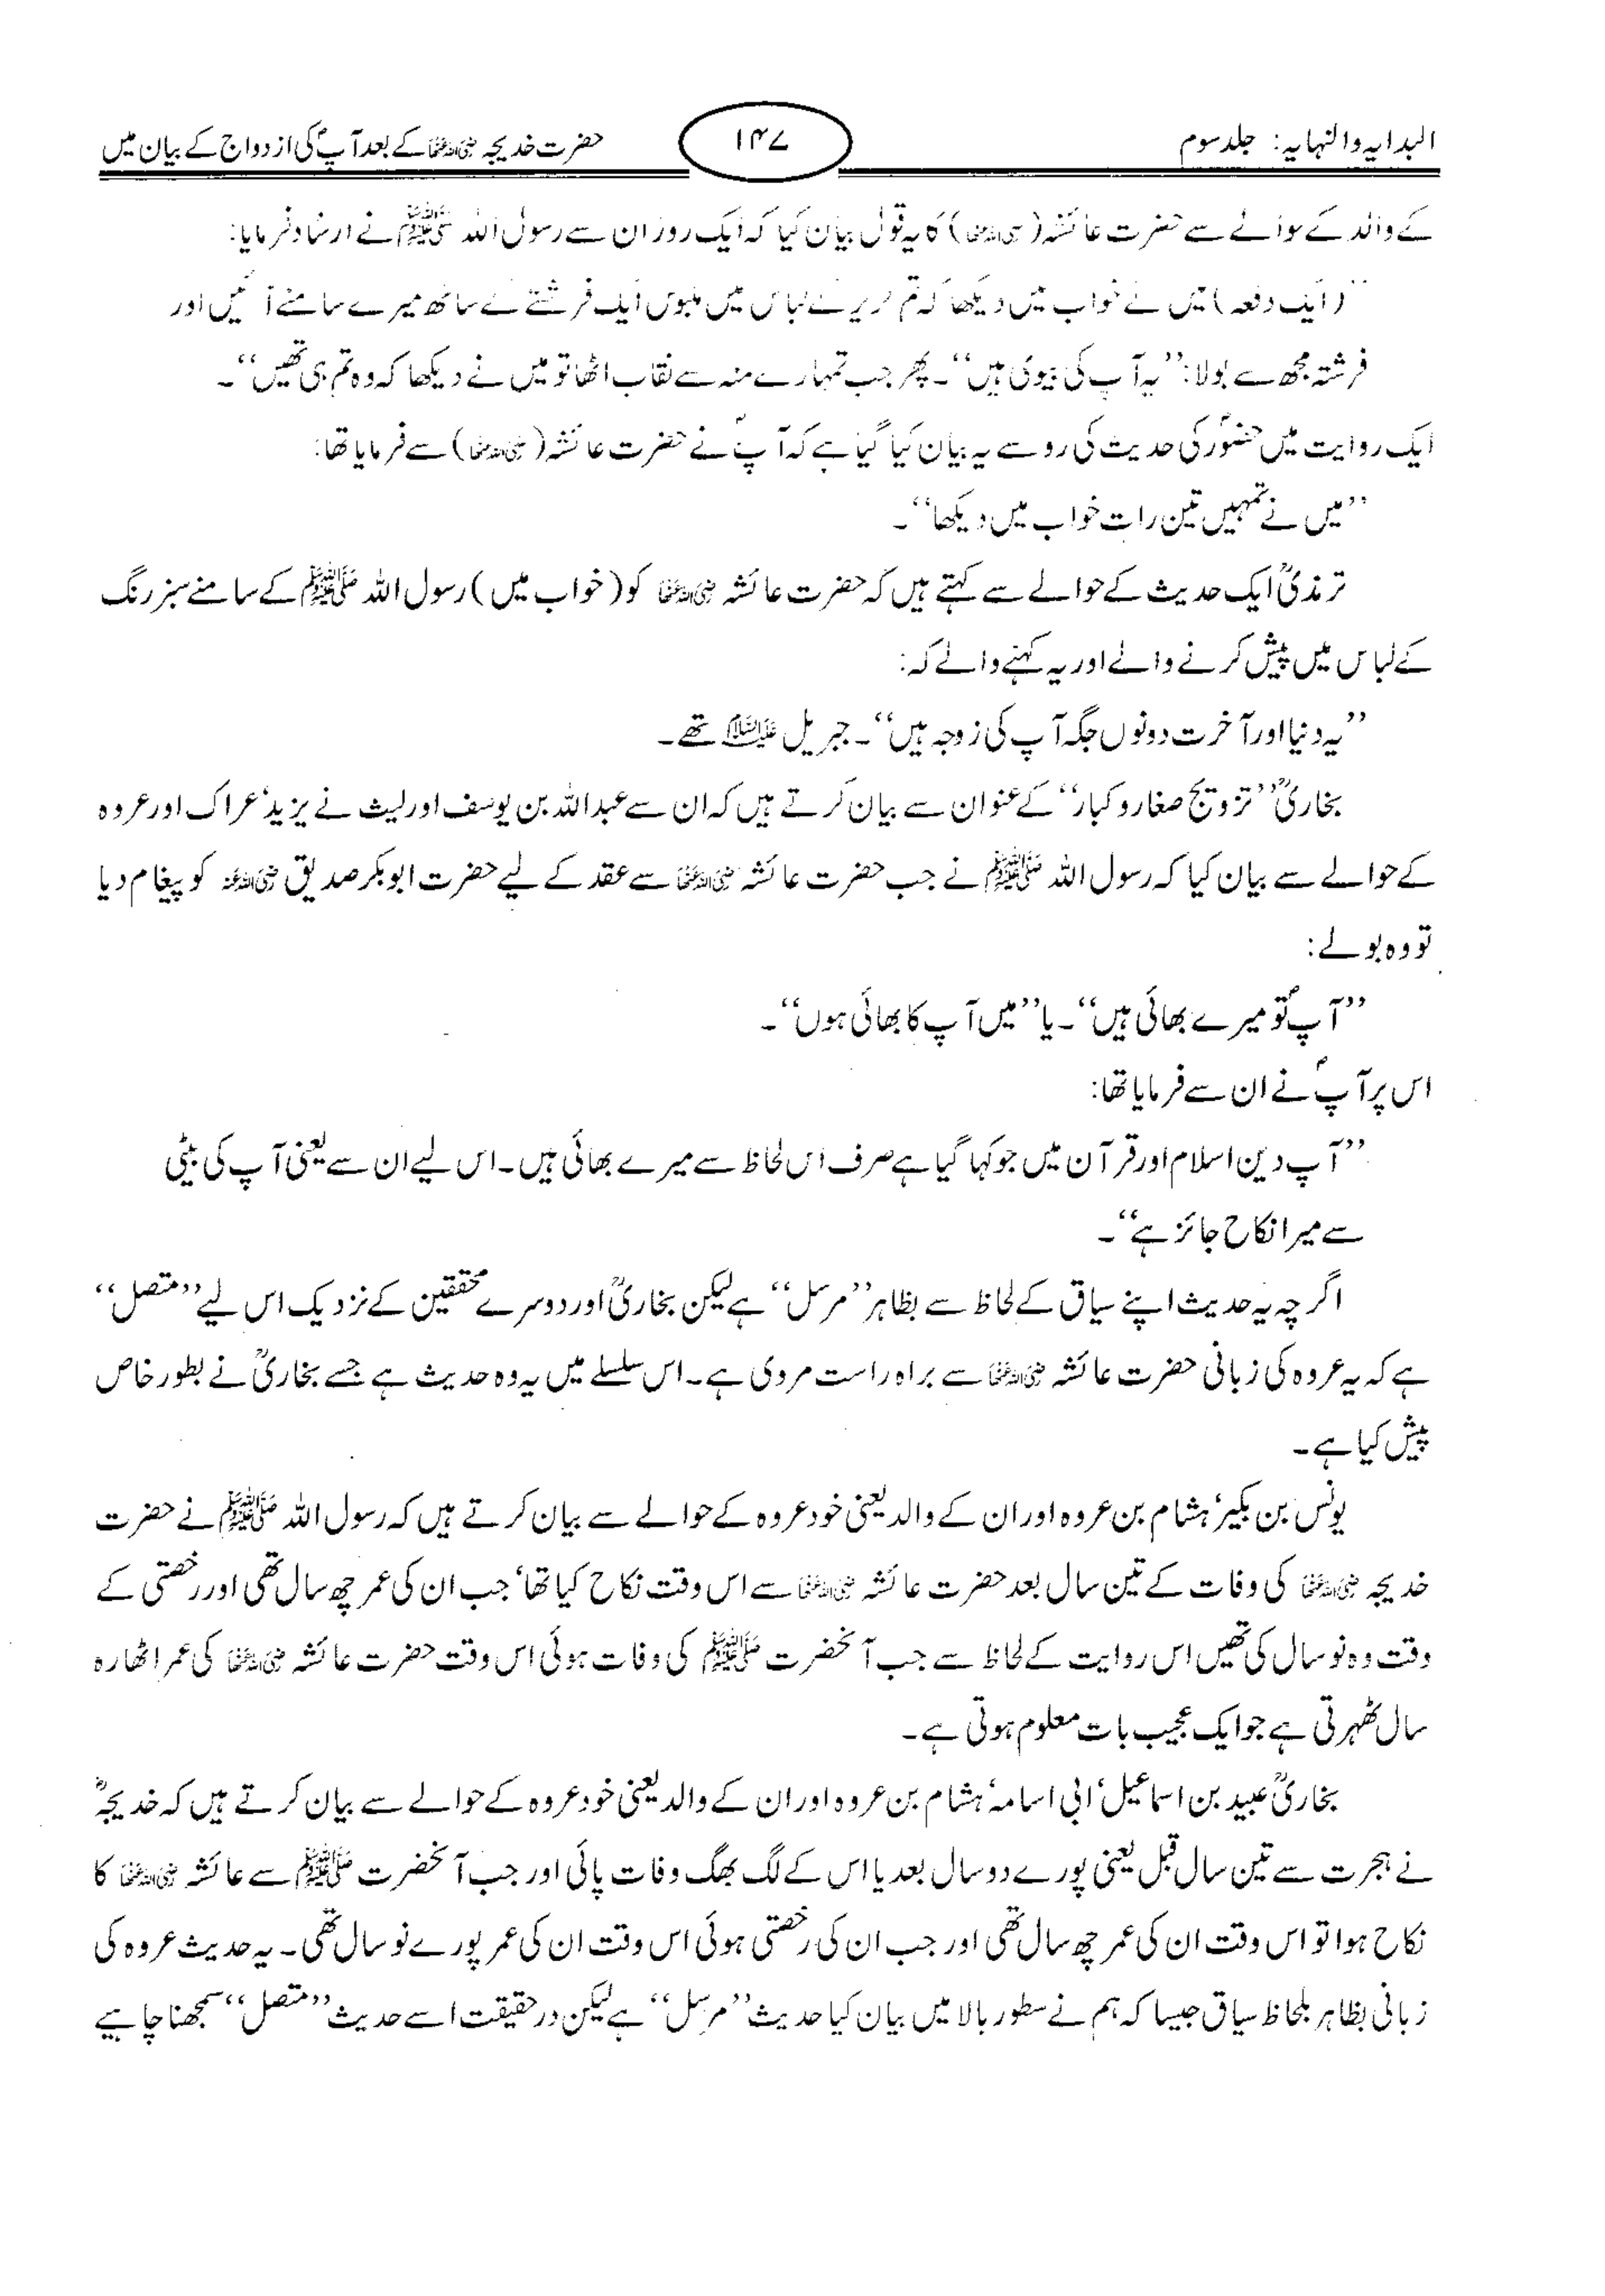 البدایہ والنہایہ: جلد سوم
۱۴۷
حضرت خدیجہ رضی اللہ عنہا کے بعد آپؐ کی ازدواج کے بیان میں
کے والد کے حوالے سے حضرت عائشہ (رضی اللہ عنہا) کا یہ قول بیان کیا کہ ایک روز ان سے رسول اللہ ﷺ نے ارشاد فرمایا:
’’(ایک دفعہ) میں نے خواب میں دیکھا کہ تم حریر کے لباس میں ملبوس ایک فرشتے کے ساتھ میرے سامنے آئیں اور
فرشتہ مجھ سے بولا: ’’یہ آپ کی بیوی ہیں‘‘۔ پھر جب تمہارے منہ سے نقاب اٹھا تو میں نے دیکھا کہ وہ تم ہی تھیں‘‘۔
ایک روایت میں حضورؐ کی حدیث کی رو سے یہ بیان کیا گیا ہے کہ آپؐ نے حضرت عائشہ (رضی اللہ عنہا) سے فرمایا تھا:
’’میں نے تمہیں تین رات خواب میں دیکھا‘‘۔
ترمذیؒ ایک حدیث کے حوالے سے کہتے ہیں کہ حضرت عائشہ رضی اللہ عنہا کو (خواب میں) رسول اللہ ﷺ کے سامنے سبز رنگ
کے لباس میں پیش کرنے والے اور یہ کہنے والے کہ:
’’یہ دنیا اور آخرت دونوں جگہ آپ کی زوجہ ہیں‘‘۔ جبریل علیہ السلام تھے۔
بخاریؒ ’’تزویج صغار و کبار‘‘ کے عنوان سے بیان کرتے ہیں کہ ان سے عبداللہ بن یوسف اور لیث نے یزید‘ عراک اور عروہ
کے حوالے سے بیان کیا کہ رسول اللہ ﷺ نے جب حضرت عائشہ رضی اللہ عنہا سے عقد کے لیے حضرت ابوبکر صدیق رضی اللہ عنہ کو پیغام دیا
تو وہ بولے:
’’آپؐ تو میرے بھائی ہیں‘‘۔ یا ’’میں آپ کا بھائی ہوں‘‘۔
اس پر آپؐ نے ان سے فرمایا تھا:
’’آپ دین اسلام اور قرآن میں جو کہا گیا ہے صرف اس لحاظ سے میرے بھائی ہیں۔ اس لیے ان سے یعنی آپ کی بیٹی
سے میرا نکاح جائز ہے‘‘۔
اگرچہ یہ حدیث اپنے سیاق کے لحاظ سے بظاہر ’’مرسل‘‘ ہے لیکن بخاریؒ اور دوسرے محققین کے نزدیک اس لیے ’’متصل‘‘
ہے کہ یہ عروہ کی زبانی حضرت عائشہ رضی اللہ عنہا سے براہ راست مروی ہے۔ اس سلسلے میں یہ وہ حدیث ہے جسے بخاریؒ نے بطور خاص
پیش کیا ہے۔
یونس بن بکیر‘ ہشام بن عروہ اور ان کے والد یعنی خود عروہ کے حوالے سے بیان کرتے ہیں کہ رسول اللہ ﷺ نے حضرت
خدیجہ رضی اللہ عنہا کی وفات کے تین سال بعد حضرت عائشہ رضی اللہ عنہا سے اس وقت نکاح کیا تھا‘ جب ان کی عمر چھ سال تھی اور رخصتی کے
وقت وہ نو سال کی تھیں اس روایت کے لحاظ سے جب آنحضرت ﷺ کی وفات ہوئی اس وقت حضرت عائشہ رضی اللہ عنہا کی عمر اٹھارہ
سال ٹھہرتی ہے جو ایک عجیب بات معلوم ہوتی ہے۔
بخاریؒ عبید بن اسماعیل‘ ابی اسامہ‘ ہشام بن عروہ اور ان کے والد یعنی خود عروہ کے حوالے سے بیان کرتے ہیں کہ خدیجہؓ
نے ہجرت سے تین سال قبل یعنی پورے دو سال بعد یا اس کے لگ بھگ وفات پائی اور جب آنحضرت ﷺ سے عائشہ رضی اللہ عنہا کا
نکاح ہوا تو اس وقت ان کی عمر چھ سال تھی اور جب ان کی رخصتی ہوئی اس وقت ان کی عمر پورے نو سال تھی۔ یہ حدیث عروہ کی
زبانی بظاہر بلحاظ سیاق جیسا کہ ہم نے سطور بالا میں بیان کیا حدیث ’’مرسل‘‘ ہے لیکن درحقیقت اسے حدیث ’’متصل‘‘ سمجھنا چاہیے